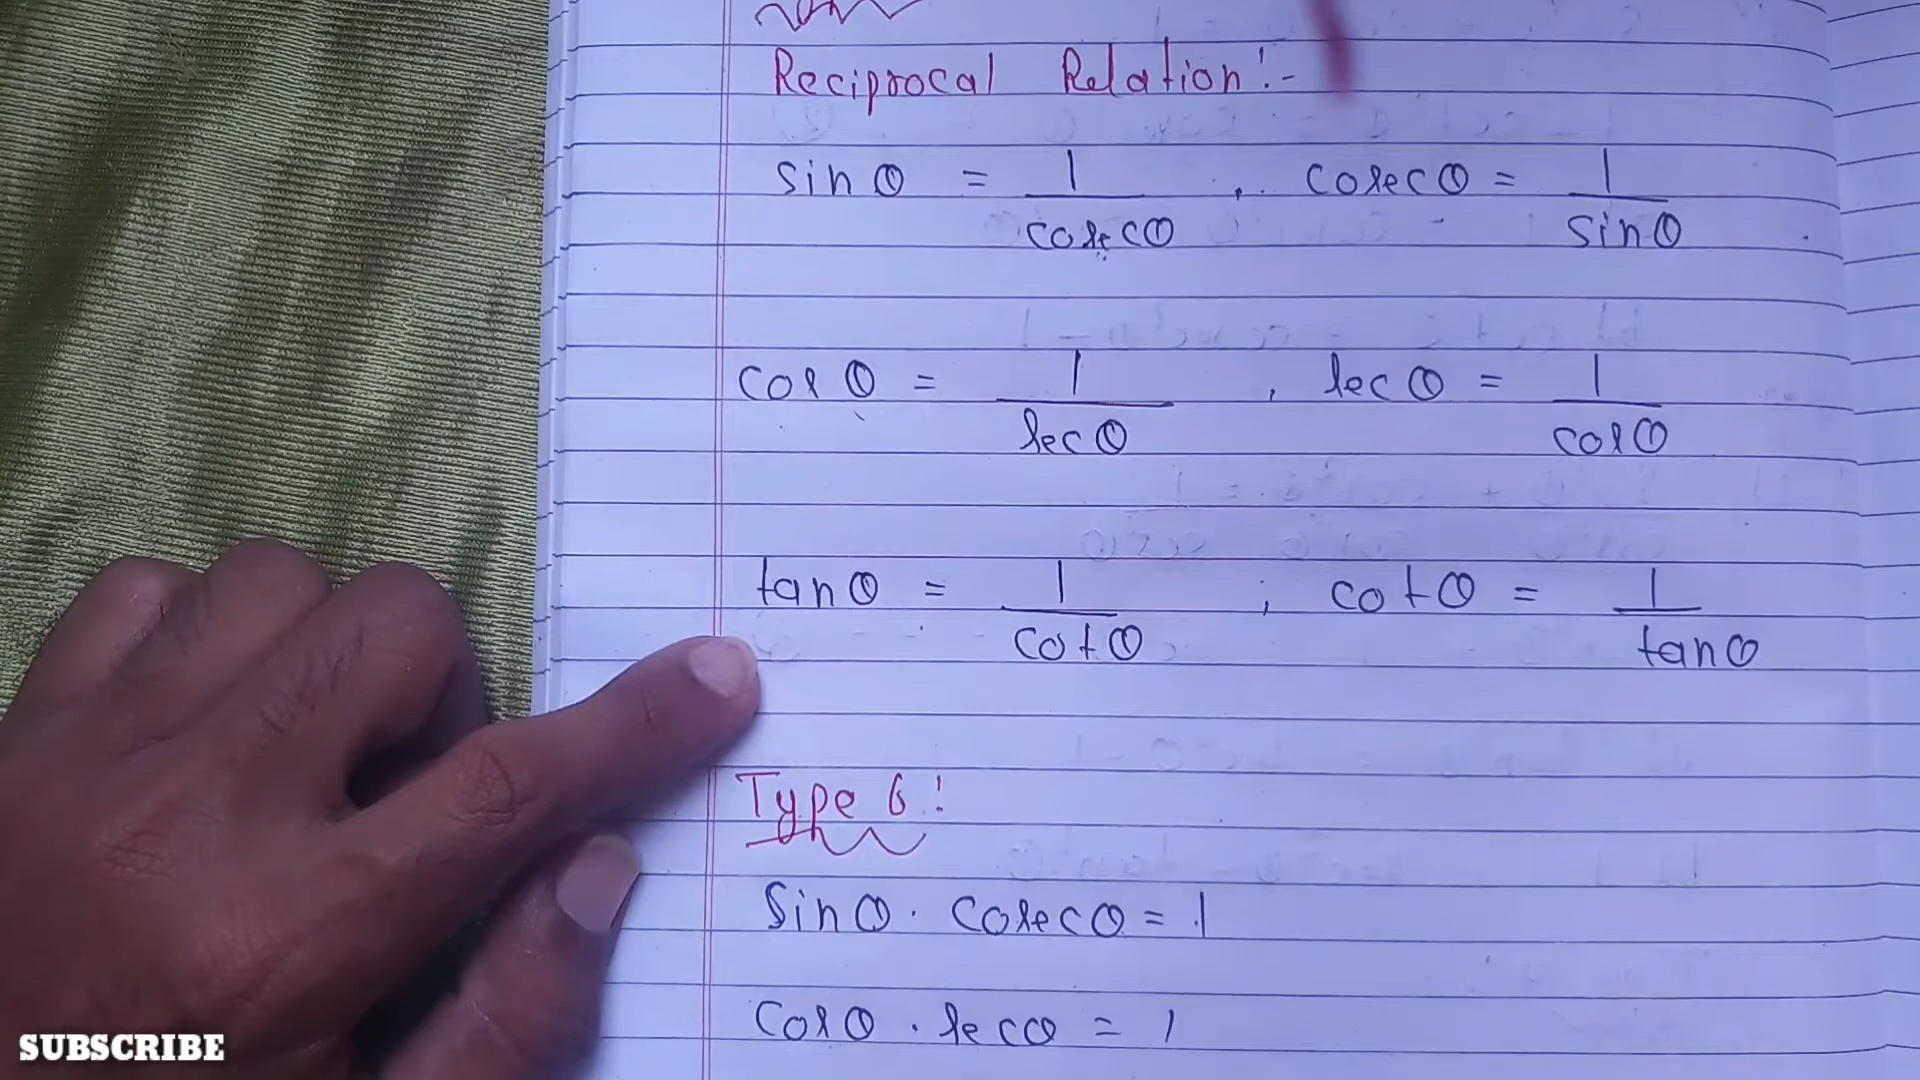 Reciprocal Relation:-
sinθ = 1/cosecθ , cosecθ = 1/sinθ
cosθ = 1/secθ , secθ = 1/cosθ
tanθ = 1/cotθ ; cotθ = 1/tanθ
Type 6:
Sinθ . cosecθ = 1
cosθ . secθ = 1
SUBSCRIBE